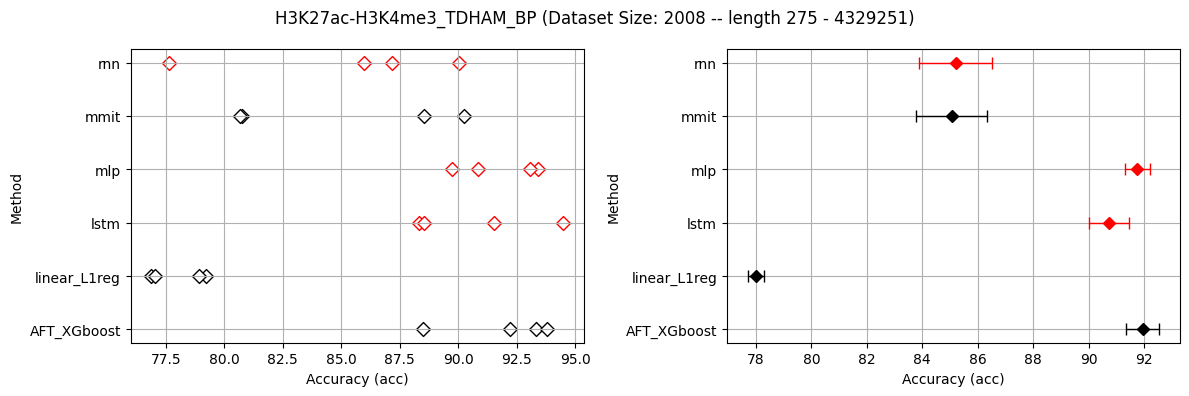 H3K27ac-H3K4me3_TDHAM_BP (Dataset Size: 2008 -- length 275 - 4329251)
Method
rnn
mmit
mlp
lstm
linear_L1reg
AFT_XGboost
77.5 80.0 82.5 85.0 87.5 90.0 92.5 95.0
Accuracy (acc)
Method
rnn
mmit
mlp
lstm
linear_L1reg
AFT_XGboost
78 80 82 84 86 88 90 92
Accuracy (acc)